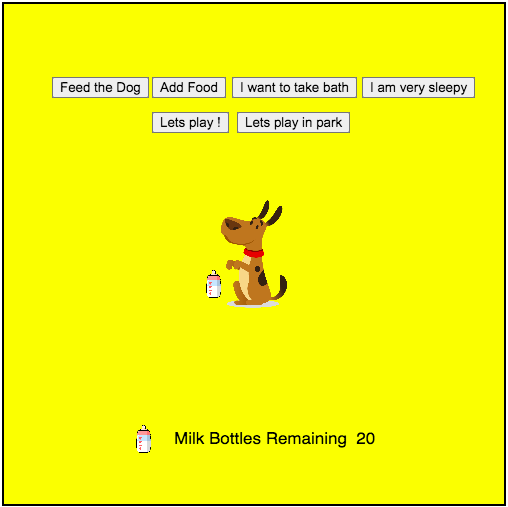 Feed the Dog Add Food I want to take bath I am very sleepy
Lets play ! Lets play in park
Milk Bottles Remaining 20